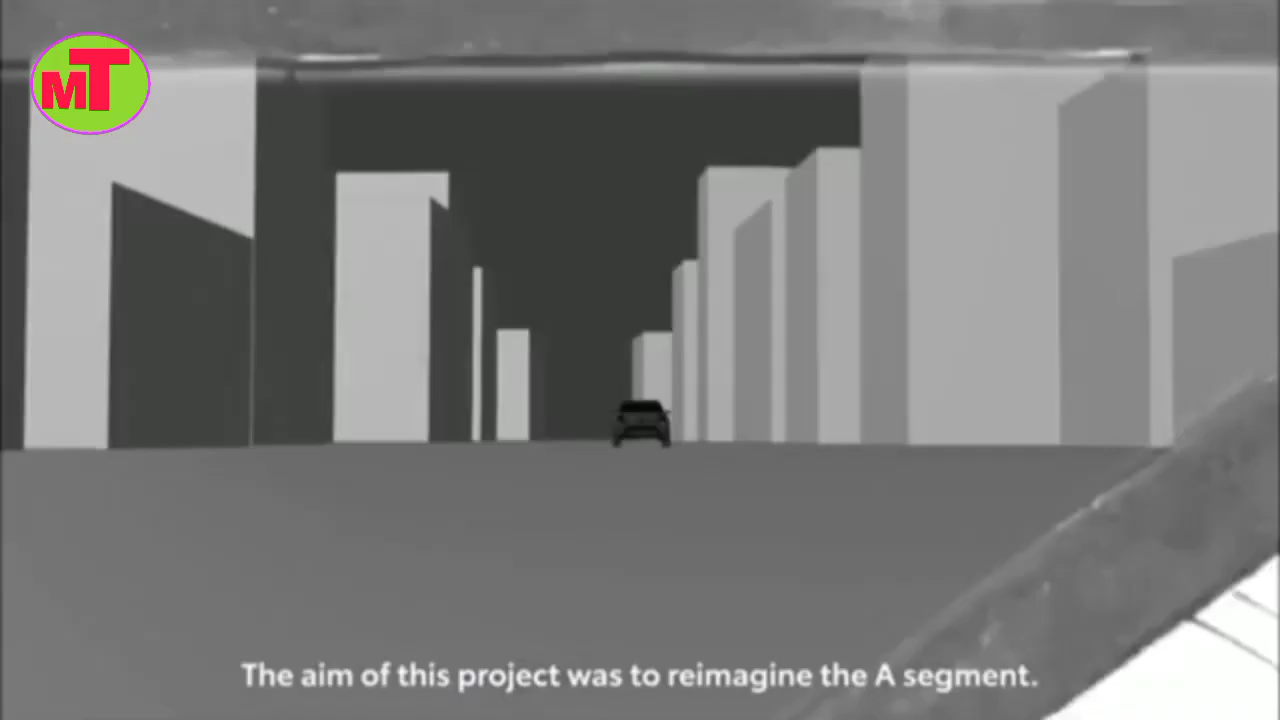 MT
The aim of this project was to reimagine the A segment.